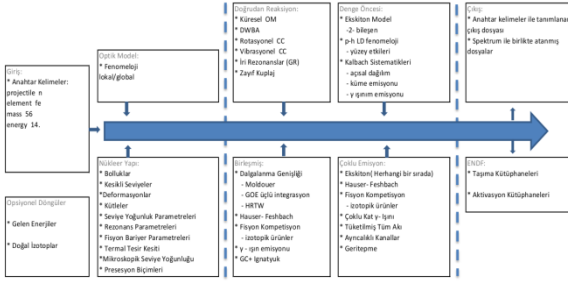 Giriş:
* Anahtar Kelimeler:
projectile n
element fe
mass 56
energy 14.
Opsiyonel Döngüler
* Gelen Enerjiler
* Doğal İzotoplar
Optik Model:
* Fenomeloji
lokal/global
Nükleer Yapı:
* Bolluklar
* Kesikli Seviyeler
*Deformasyonlar
* Kütleler
* Seviye Yoğunluk Parametreleri
* Rezonans Parametreleri
* Fisyon Bariyer Parametreleri
* Termal Tesir Kesiti
*Mikroskopik Seviye Yoğunluğu
* Presesyon Biçimleri
Doğrudan Reaksiyon:
* Küresel OM
* DWBA
* Rotasyonel CC
* Vibrasyonel CC
* İri Rezonanslar (GR)
* Zayıf Kuplaj
Birleşmiş:
* Dalgalanma Genişliği
- Moldouer
- GOE üçlü integrasyon
- HRTW
* Hauser- Feshbach
* Fisyon Kompetisyon
- izotopik ürünler
* γ - ışın emisyonu
* GC+ Ignatyuk
Denge Öncesi:
* Eksiton Model
-2- bileşen
* p-h LD fenomeloji
- yüzey etkileri
* Kalbach Sistematikleri
- açısal dağılım
- küme emisyonu
- γ ışınım emisyonu
Çoklu Emisyon:
* Eksiton( Herhangi bir sırada)
* Hauser- Feshbach
* Fisyon Kompetisyon
- izotopik ürünler
* Çoklu Kat γ- Işını
* Tüketilmiş Tüm Akı
* Ayrıcalıklı Kanallar
* Geritepme
Çıkış:
* Anahtar kelimeler ile tanımlanan
çıkış dosyası
* Spektrum ile birlikte atanmış
dosyalar
ENDF:
* Taşıma Kütüphaneleri
* Aktivasyon Kütüphaneleri